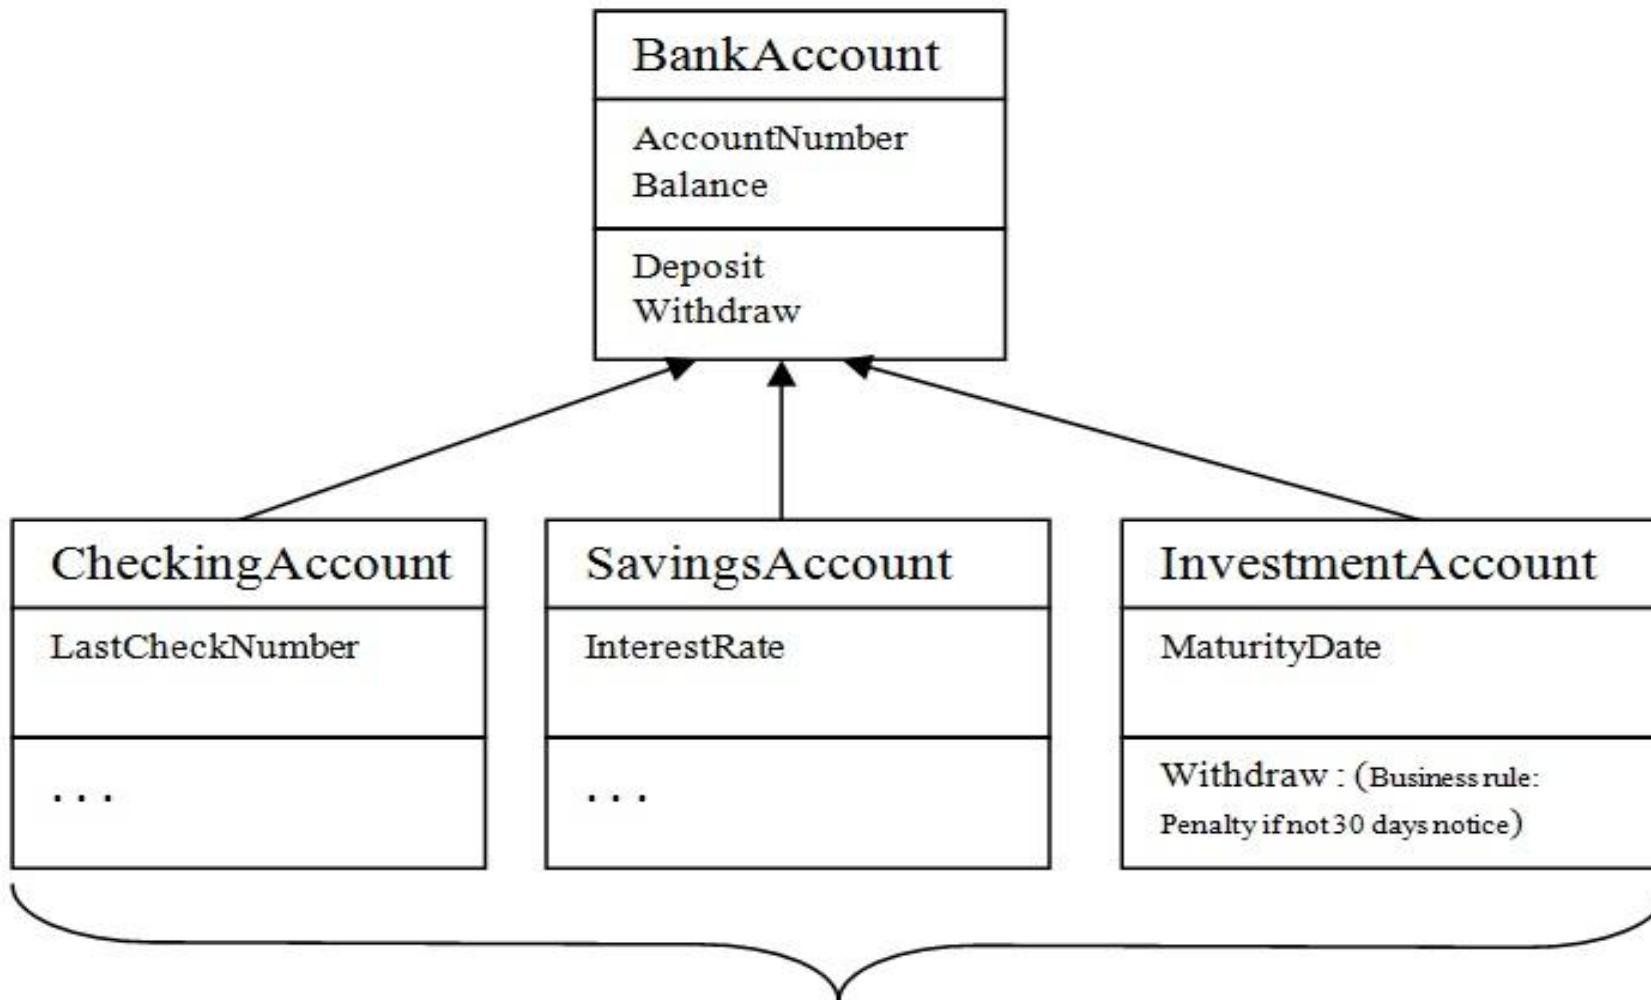 BankAccount
AccountNumber
Balance
Deposit
Withdraw
CheckingAccount
LastCheckNumber
. . .
SavingsAccount
InterestRate
. . .
InvestmentAccount
MaturityDate
Withdraw : (Business rule:
Penalty if not 30 days notice)